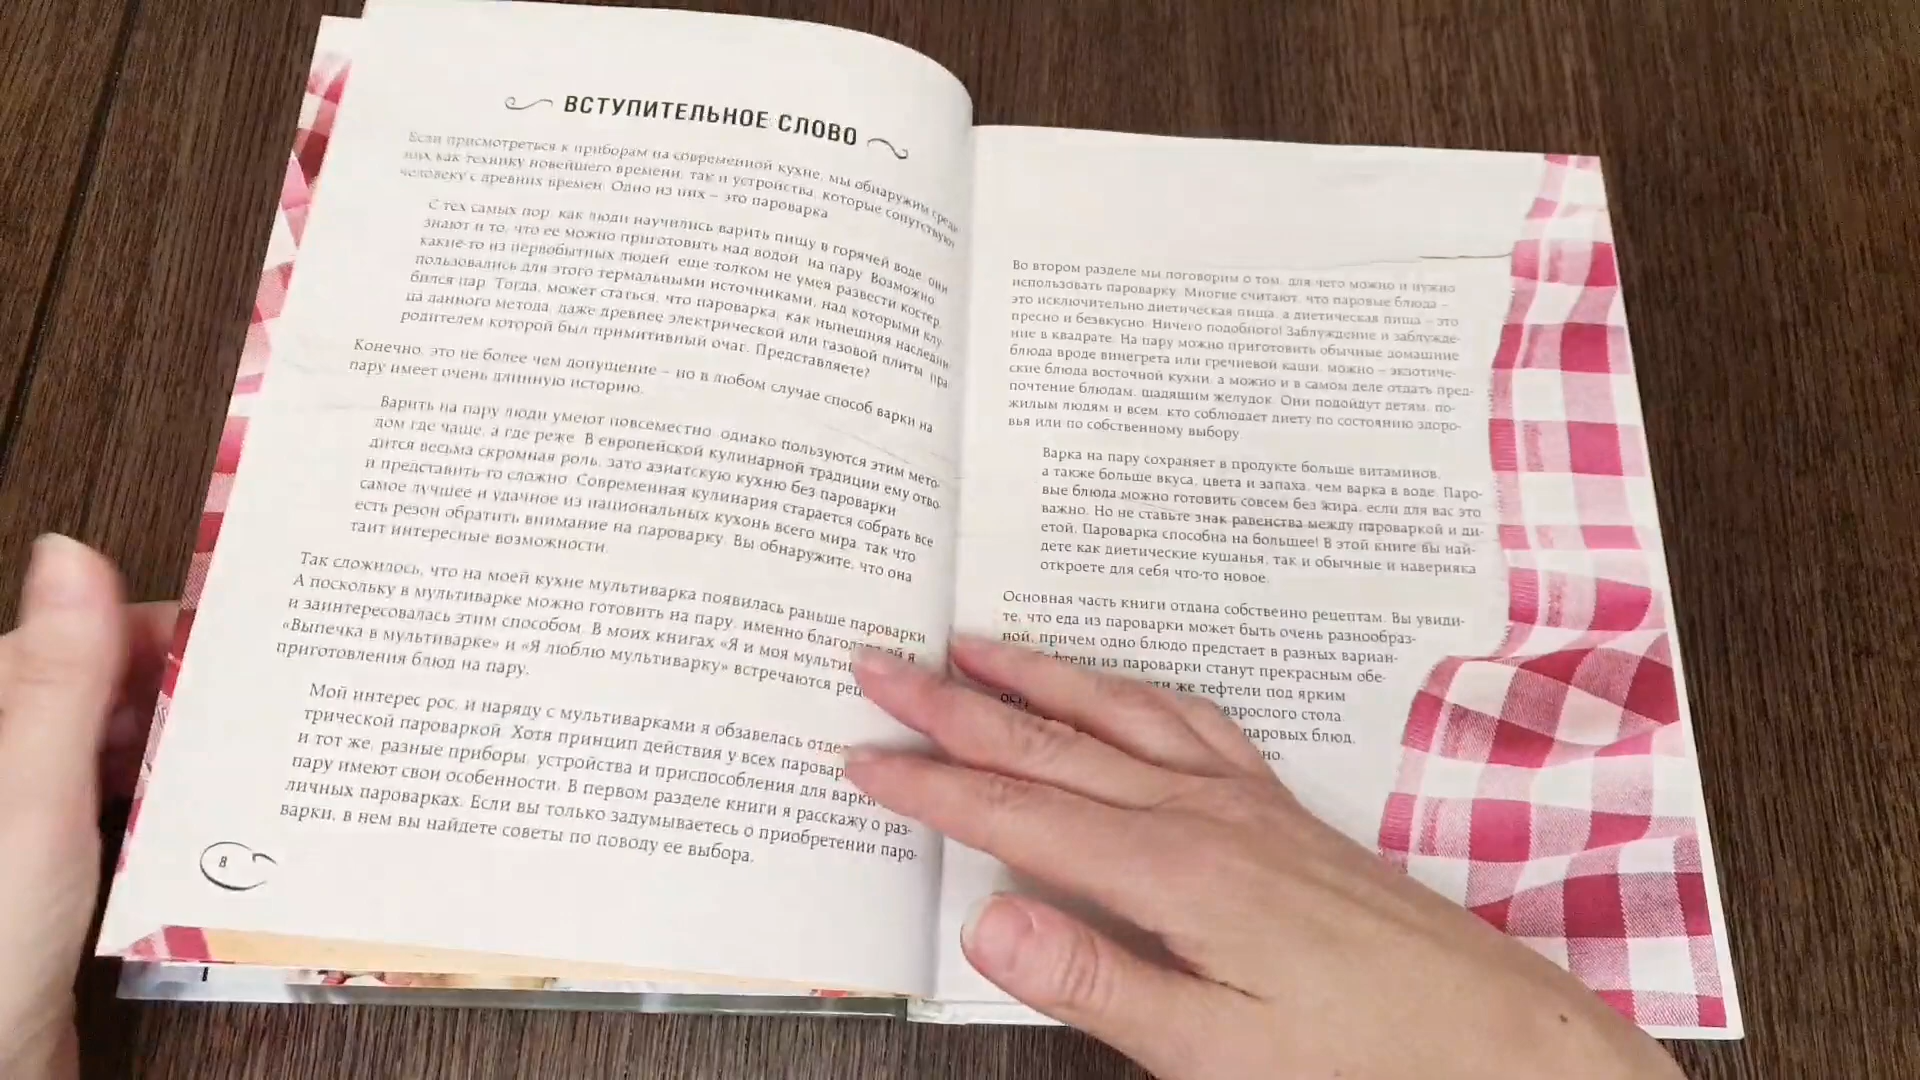 ВСТУПИТЕЛЬНОЕ СЛОВО
Если присмотреться к приборам на современной кухне, мы обнаружим среди
них как технику новейшего времени, так и устройства, которые сопутствуют
человеку с древних времен. Одно из них – это пароварка.
С тех самых пор, как люди научились варить пищу в горячей воде, они
знают и то, что ее можно приготовить над водой, на пару. Возможно,
какие-то из первобытных людей, еще толком не умея развести костер,
пользовались для этого термальными источниками, над которыми клу-
бился пар. Тогда, может статься, что пароварка, как нынешняя наследни-
ца данного метода, даже древнее электрической или газовой плиты, пра-
родителем которой был примитивный очаг. Представляете?
Конечно, это не более чем допущение – но в любом случае способ варки на
пару имеет очень длинную историю.
Варить на пару люди умеют повсеместно, однако пользуются этим мето-
дом где чаще, а где реже. В европейской кулинарной традиции ему отво-
дится весьма скромная роль, зато азиатскую кухню без пароварки
и представить-то сложно. Современная кулинария старается собрать все
самое лучшее и удачное из национальных кухонь всего мира, так что
есть резон обратить внимание на пароварку. Вы обнаружите, что она
таит интересные возможности.
Так сложилось, что на моей кухне мультиварка появилась раньше пароварки.
А поскольку в мультиварке можно готовить на пару, именно ей я
и заинтересовалась этим способом. В моих книгах «Я и моя
«Выпечка в мультиварке» и «Я люблю мультиварку» встречаются
приготовления блюд на пару.
Мой интерес рос, и наряду с мультиварками я обзавелась
трической пароваркой. Хотя принцип действия у всех
и тот же, разные приборы, устройства и приспособления для варки
пару имеют свои особенности. В первом разделе книги я расскажу о раз-
личных пароварках. Если вы только задумываетесь о приобретении паро-
варки, в нем вы найдете советы по поводу ее выбора.
8
Во втором разделе мы поговорим о том, для чего можно и нужно
использовать пароварку. Многие считают, что паровые блюда –
это исключительно диетическая пища, а диетическая пища – это
пресно и безвкусно. Ничего подобного! Заблуждение и заблужде-
ние в квадрате. На пару можно приготовить обычные домашние
блюда вроде винегрета или гречневой каши, можно – экзотиче-
ские блюда восточной кухни, а можно и в самом деле отдать пред-
почтение блюдам, щадящим желудок. Они подойдут детям, по-
жилым людям и всем, кто соблюдает диету по состоянию здоро-
вья или по собственному выбору.
Варка на пару сохраняет в продукте больше витаминов,
а также больше вкуса, цвета и запаха, чем варка в воде. Паро-
вые блюда можно готовить совсем без жира, если для вас это
важно. Но не ставьте знак равенства между пароваркой и ди-
етой. Пароварка способна на большее! В этой книге вы най-
дете как диетические кушанья, так и обычные и наверняка
откроете для себя что-то новое.
Основная часть книги отдана собственно рецептам. Вы увиди-
те, что еда из пароварки может быть очень разнообраз-
ной, причем одно блюдо предстает в разных вариан-
из пароварки станут прекрасным обе-
же тефтели под ярким
взрослого стола.
паровых блюд,